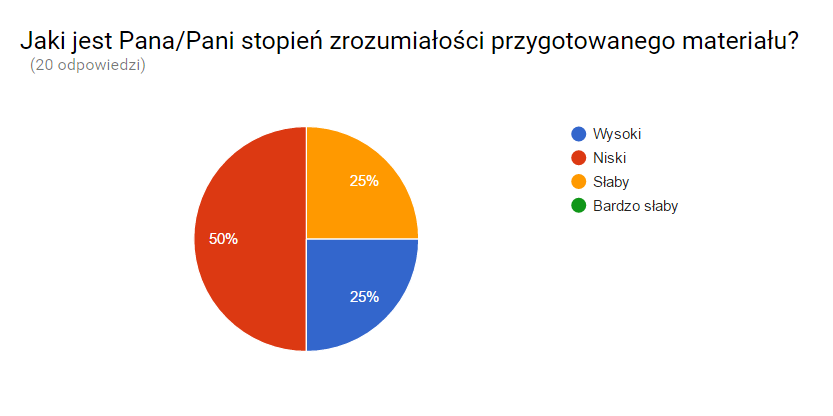 Jaki jest Pana/Pani stopień zrozumiałości przygotowanego materiału?
(20 odpowiedzi)
25%
50%
25%
Wysoki
Niski
Słaby
Bardzo słaby